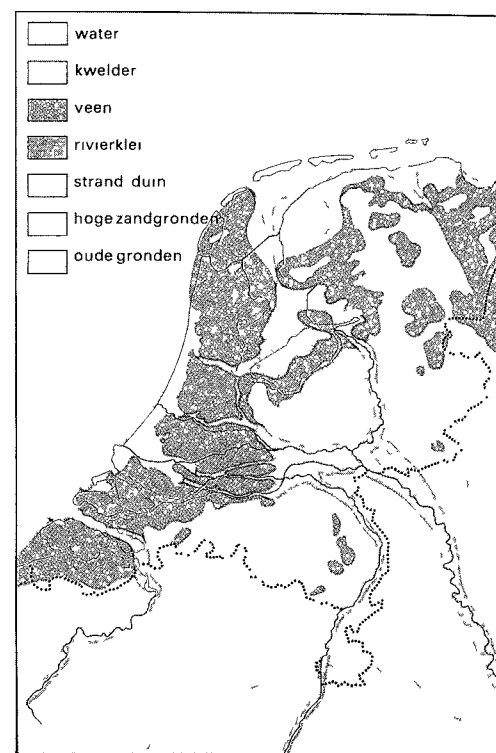 water
kwelder
veen
rivierklei
strand duin
hoge zandgronden
oude gronden